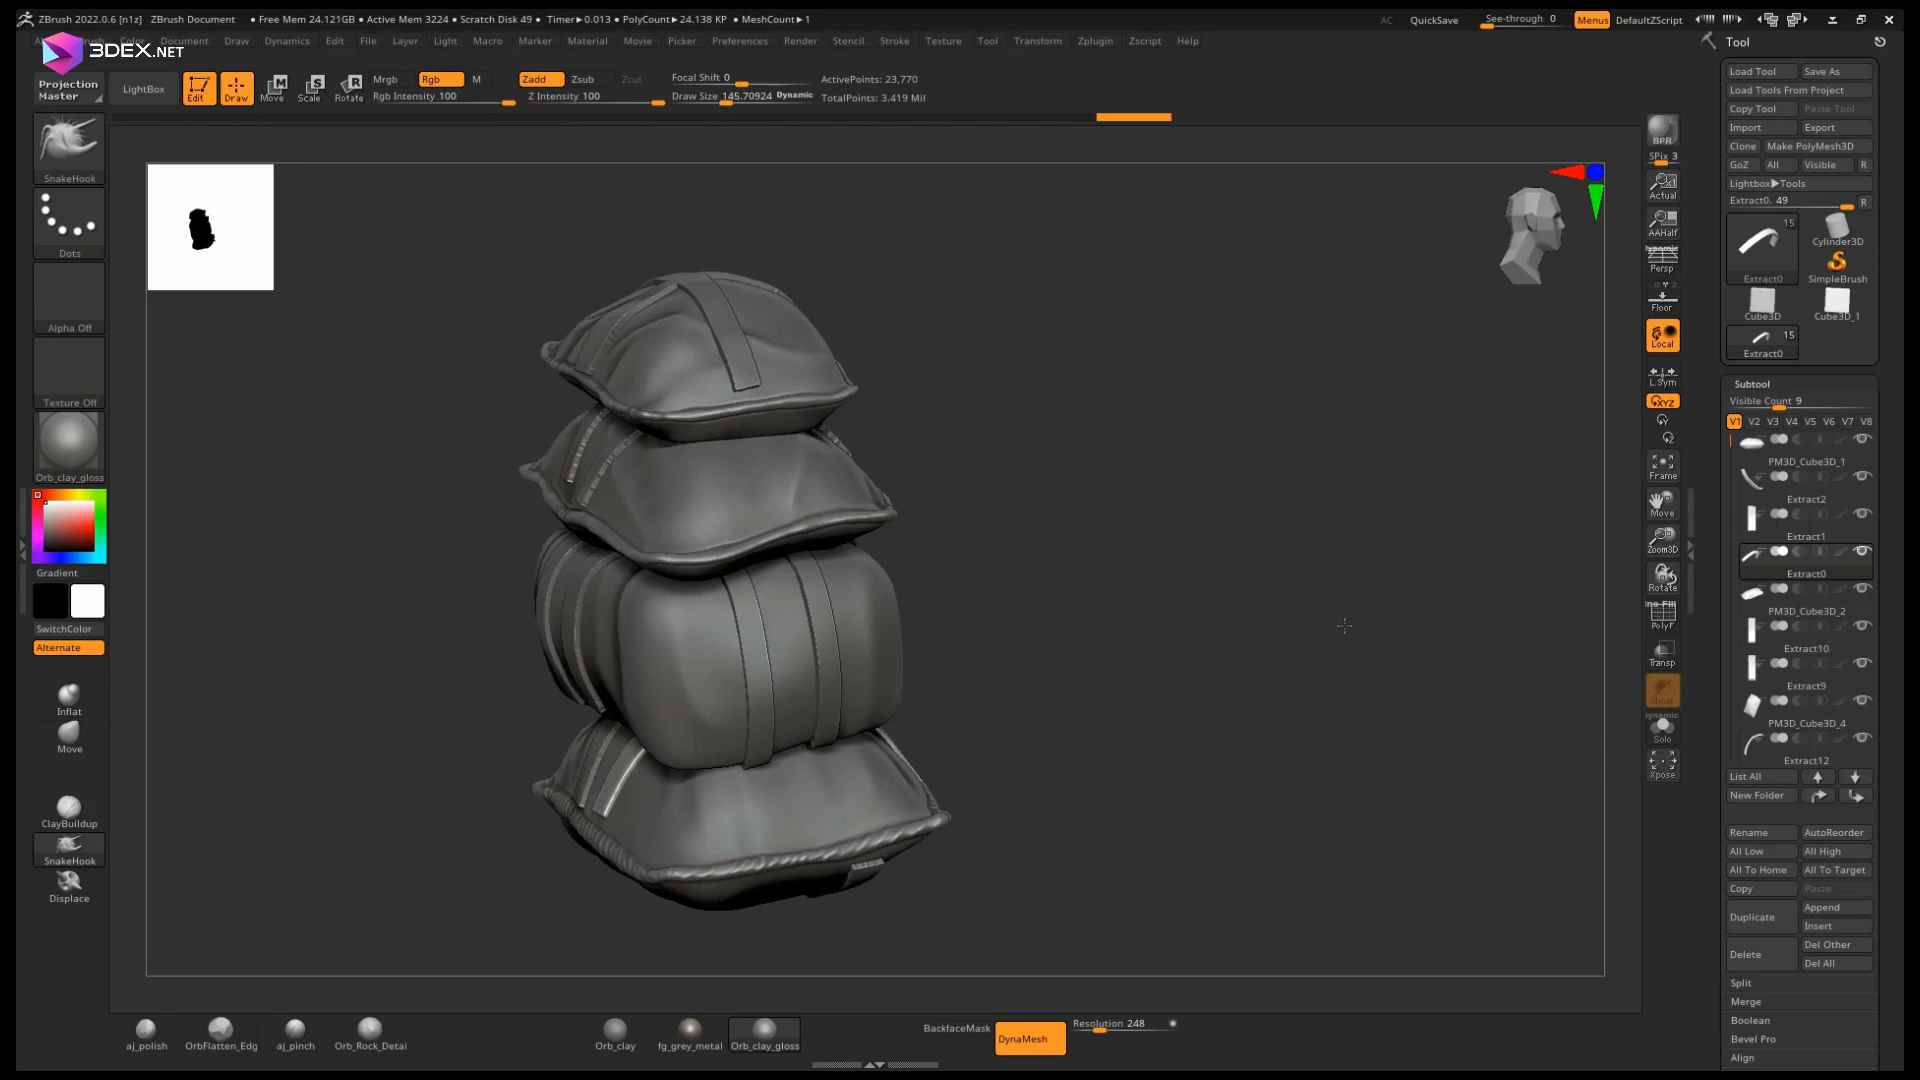 ZBrush 2022.0.6 [n1z] ZBrush Document • Free Mem 24.121GB • Active Mem 3224 • Scratch Disk 49 • Timer▶0.013 • PolyCount▶24.138 KP • MeshCount▶1
AC QuickSave See-through 0 Menus DefaultZScript
3DEX.NET
Document Draw Dynamics Edit File Layer Light Macro Marker Material Movie Picker Preferences Render Stencil Stroke Texture Tool Transform Zplugin Zscript Help
Projection Master
LightBox
Edit
Draw
Move
Scale
Rotate
Mrgb Rgb M
Rgb Intensity 100
Zadd Zsub Zcut
Z Intensity 100
Focal Shift 0
Draw Size 145.70924 Dynamic
ActivePoints: 23,770
TotalPoints: 3.419 Mil
SnakeHook
Dots
Alpha Off
Texture Off
Orb_clay_gloss
Gradient
SwitchColor
Alternate
Inflat
Move
ClayBuildup
SnakeHook
Displace
BPR
SPix 3
Actual
AAHalf
Dynamic
Persp
Floor
Local
L.Sym
XYZ
Frame
Move
Zoom3D
Rotate
PolyF
Transp
Ghost
Dynamic
Solo
Xpose
Tool
Load Tool Save As
Load Tools From Project
Copy Tool Paste Tool
Import Export
Clone Make PolyMesh3D
GoZ All Visible R
Lightbox▶Tools
Extract0. 49 R
15
Extract0
Cylinder3D
SimpleBrush
Cube3D Cube3D_1
15
Extract0
Subtool
Visible Count 9
V1 V2 V3 V4 V5 V6 V7 V8
PM3D_Cube3D_1
Extract2
Extract1
Extract0
PM3D_Cube3D_2
Extract10
Extract9
PM3D_Cube3D_4
Extract12
List All
New Folder
Rename AutoReorder
All Low All High
All To Home All To Target
Copy Paste
Duplicate Append
Insert
Delete Del Other
Del All
Split
Merge
Boolean
Bevel Pro
Align
aj_polish OrbFlatten_Edg aj_pinch Orb_Rock_Detai
Orb_clay fg_grey_metal Orb_clay_gloss
BackfaceMask DynaMesh Resolution 248